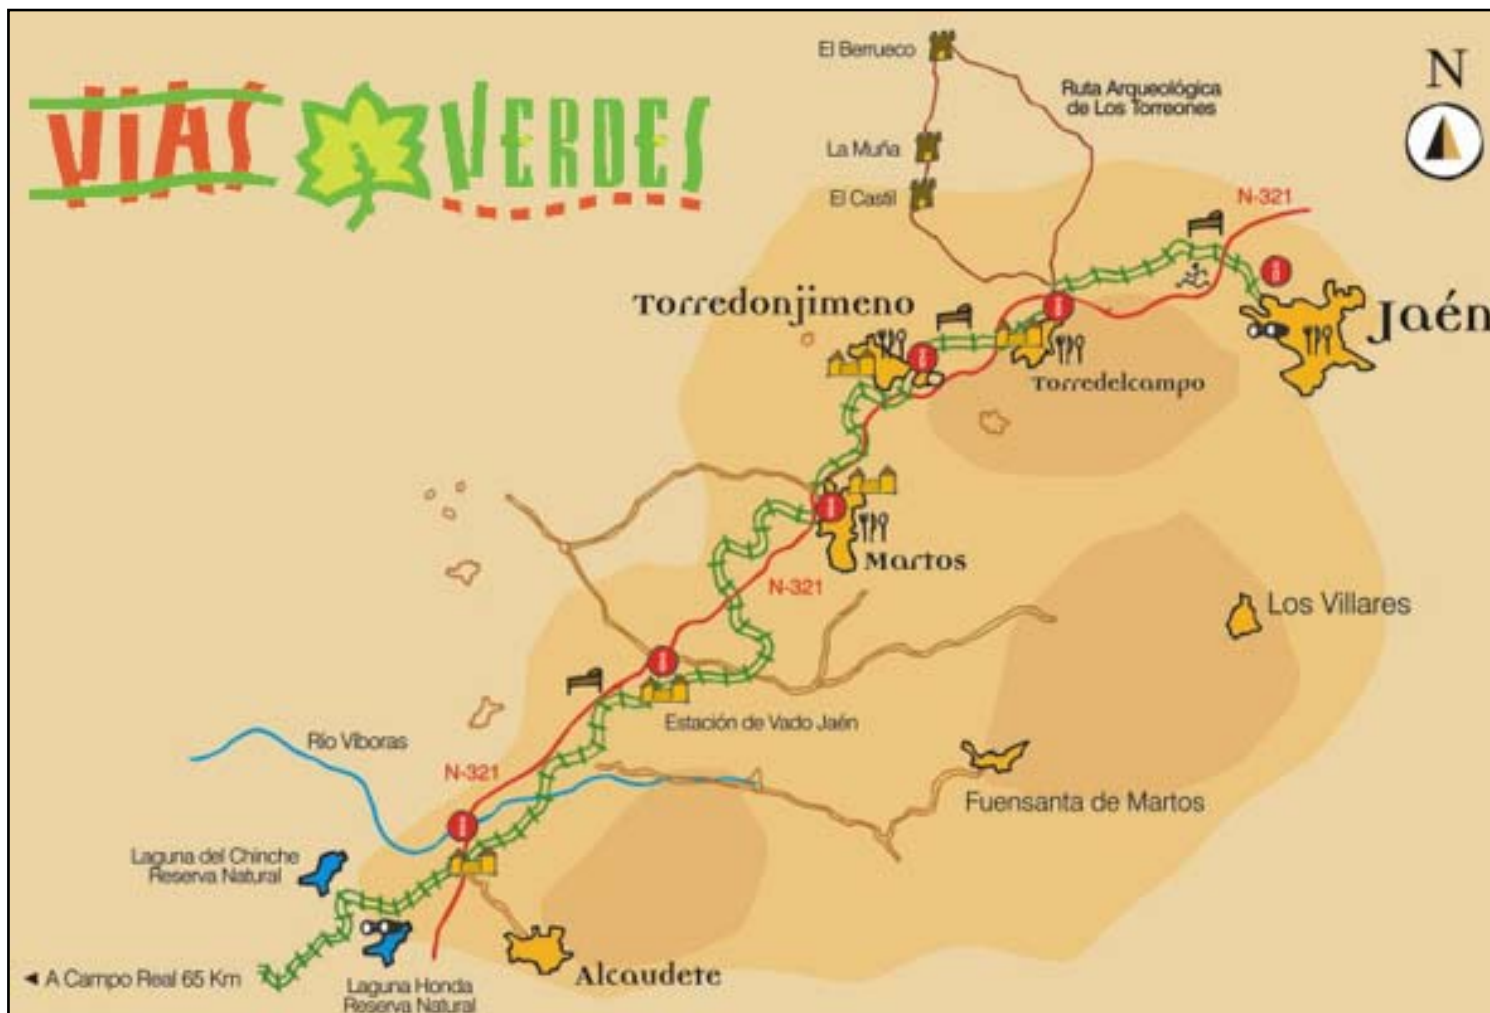 VIAS VERDES
El Berrueco
Ruta Arqueológica
de Los Torreones
N
La Muña
El Castil
N-321
Torredonjimeno
Jaén
Torredelcampo
Martos
N-321
Los Villares
Estación de Vado Jaén
Río Víboras
N-321
Fuensanta de Martos
Laguna del Chinche
Reserva Natural
Alcaudete
A Campo Real 65 Km
Laguna Honda
Reserva Natural